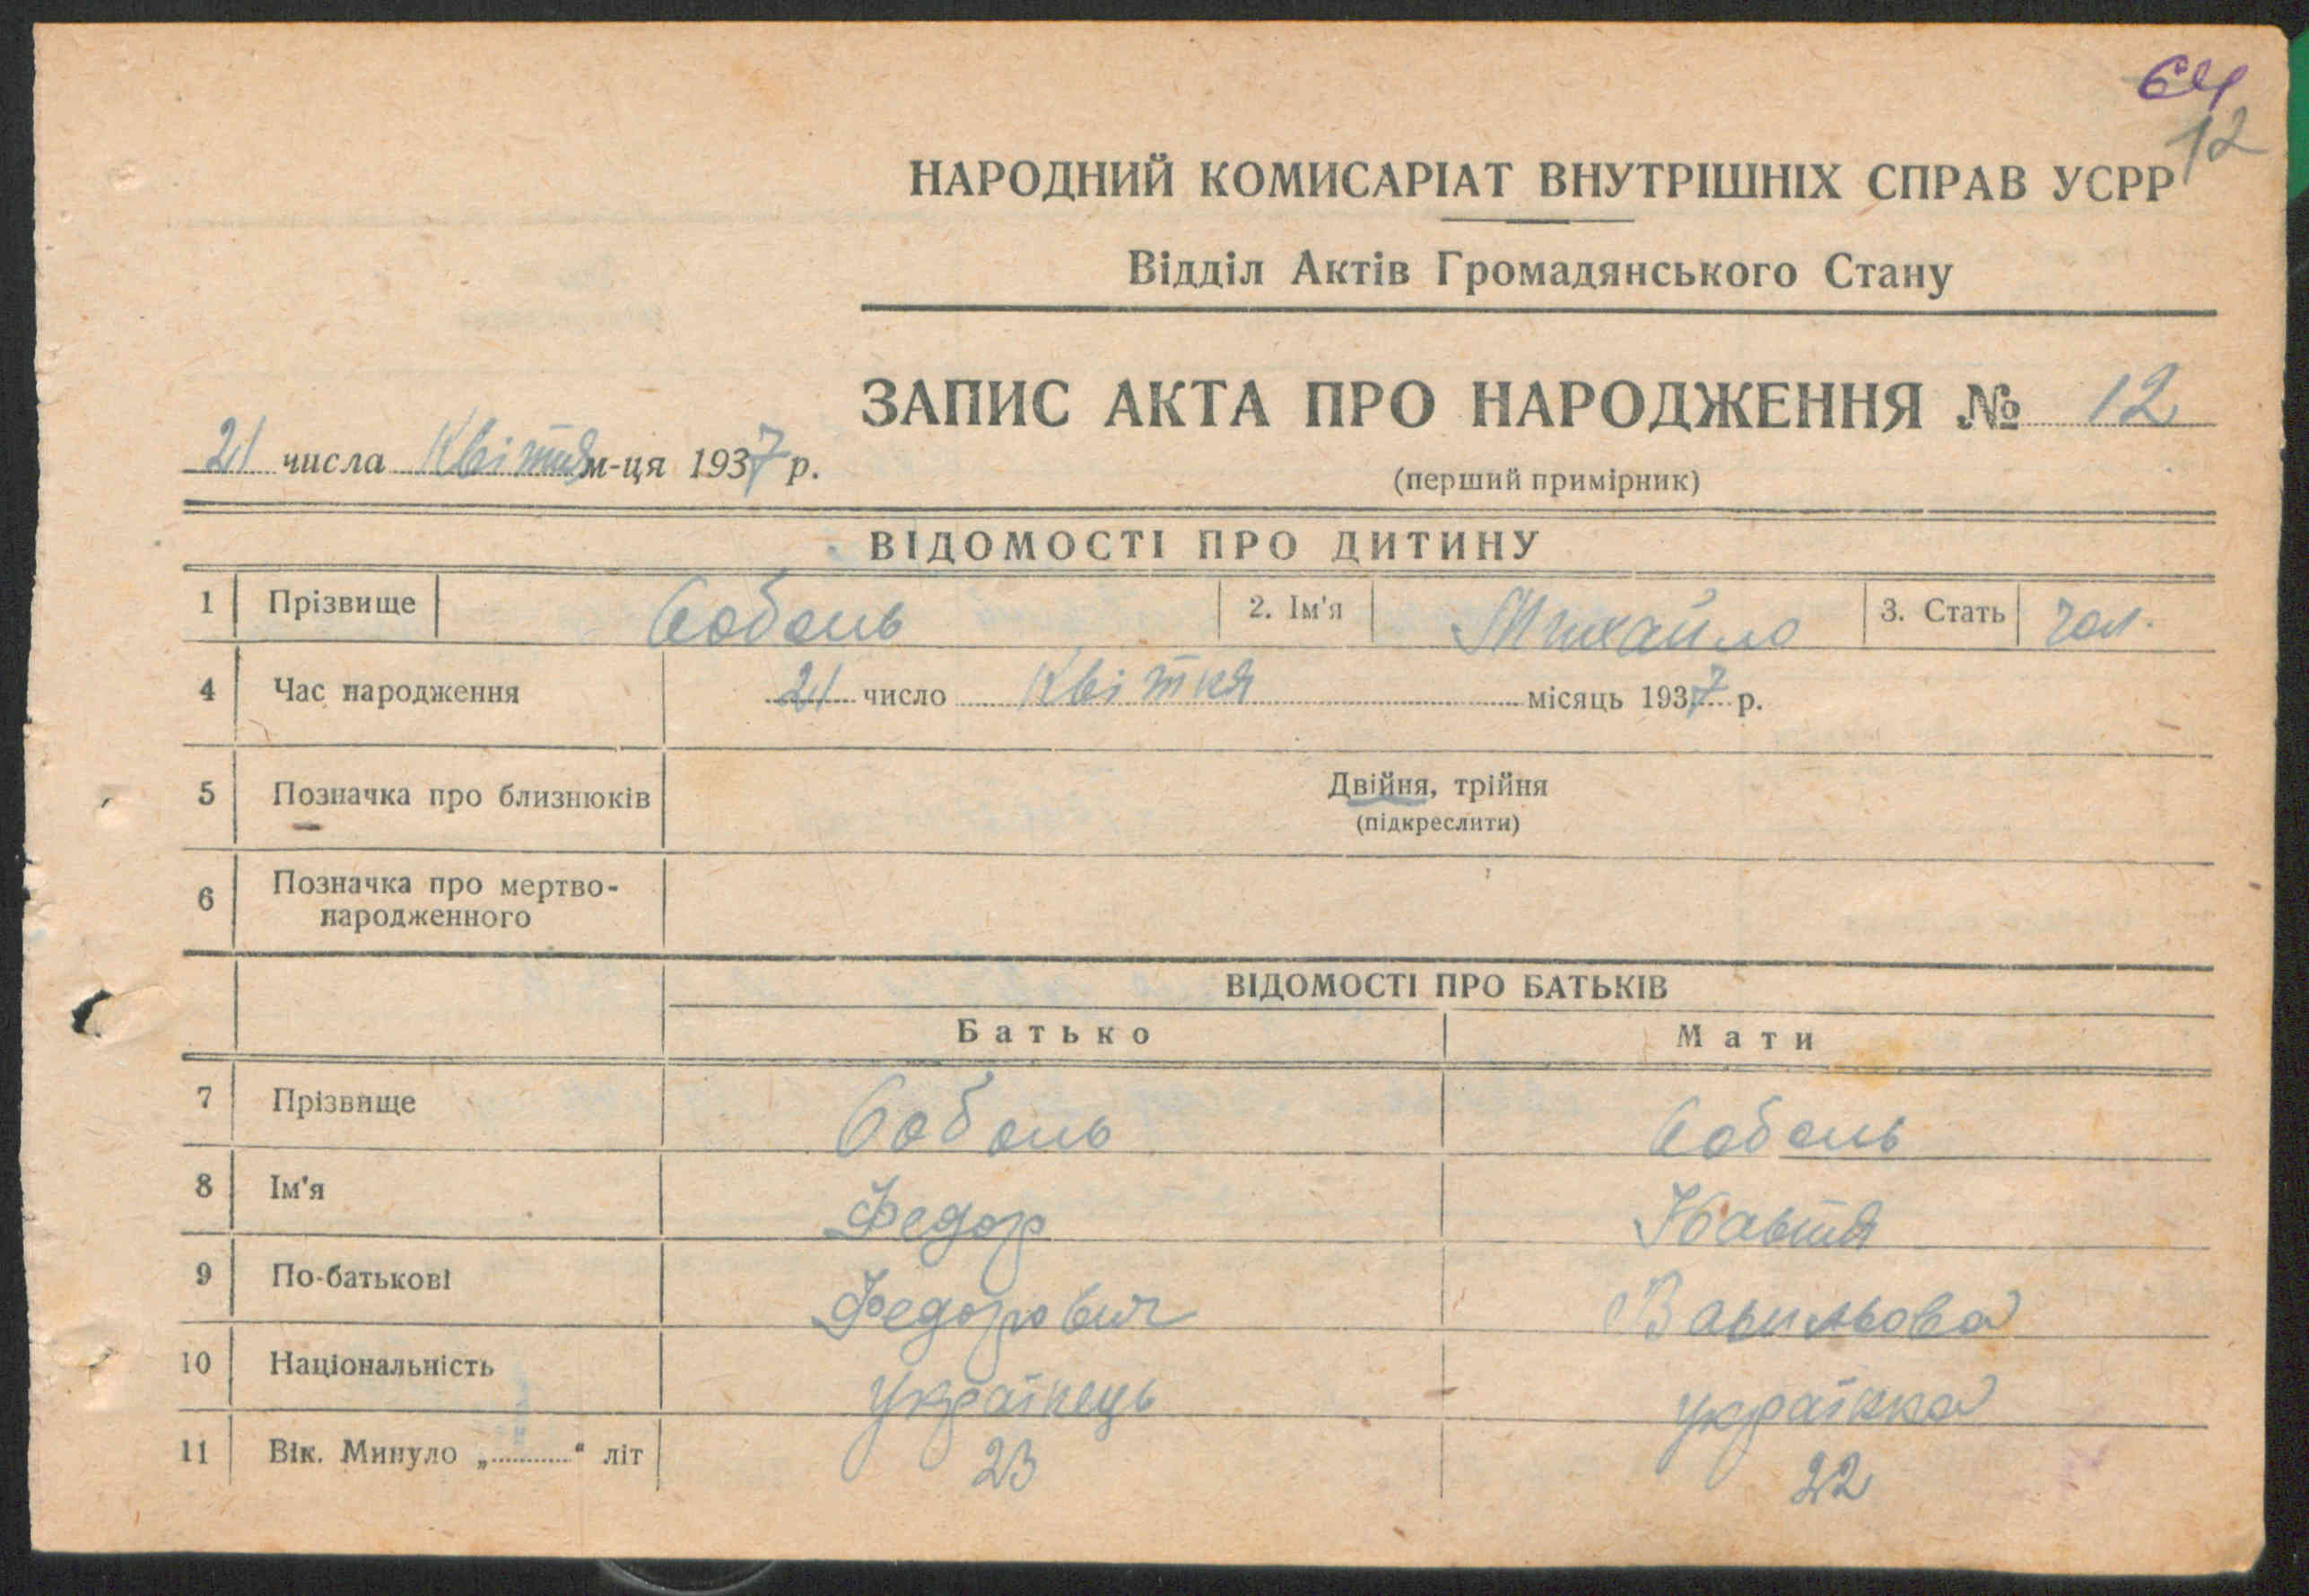 64
12
НАРОДНИЙ КОМИСАРІАТ ВНУТРІШНІХ СПРАВ УСРР
Відділ Актів Громадянського Стану
ЗАПИС АКТА ПРО НАРОДЖЕННЯ № 12
21 числа Квітня м-ця 1937 р.
(перший примірник)
ВІДОМОСТІ ПРО ДИТИНУ
1 Прізвище Соболь 2. Ім'я Михайло 3. Стать чол.
4 Час народження 21 число Квітня місяць 1937 р.
5 Позначка про близнюків Двійня, трійня
(підкреслити)
6 Позначка про мертво-
народженного
ВІДОМОСТІ ПРО БАТЬКІВ
Батько Мати
7 Прізвище Соболь Соболь
8 Ім'я Федор
9 По-батькові Федорович
10 Національність Українець українка
11 Вік. Минуло „ “ літ 23 22